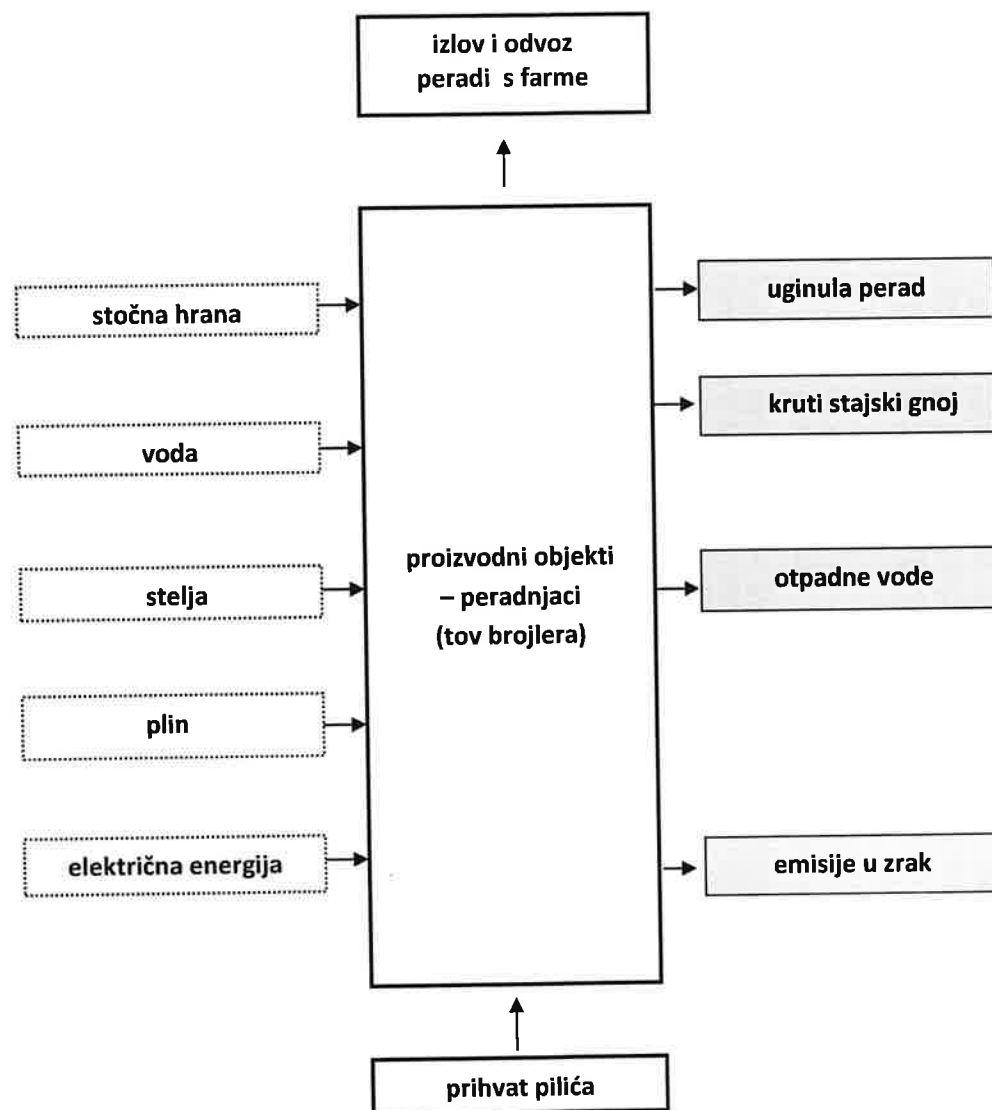 izlov i odvoz
peradi s farme
stočna hrana
voda
stelja
plin
električna energija
proizvodni objekti
– peradnjaci
(tov brojlera)
uginula perad
kruti stajski gnoj
otpadne vode
emisije u zrak
prihvat pilića